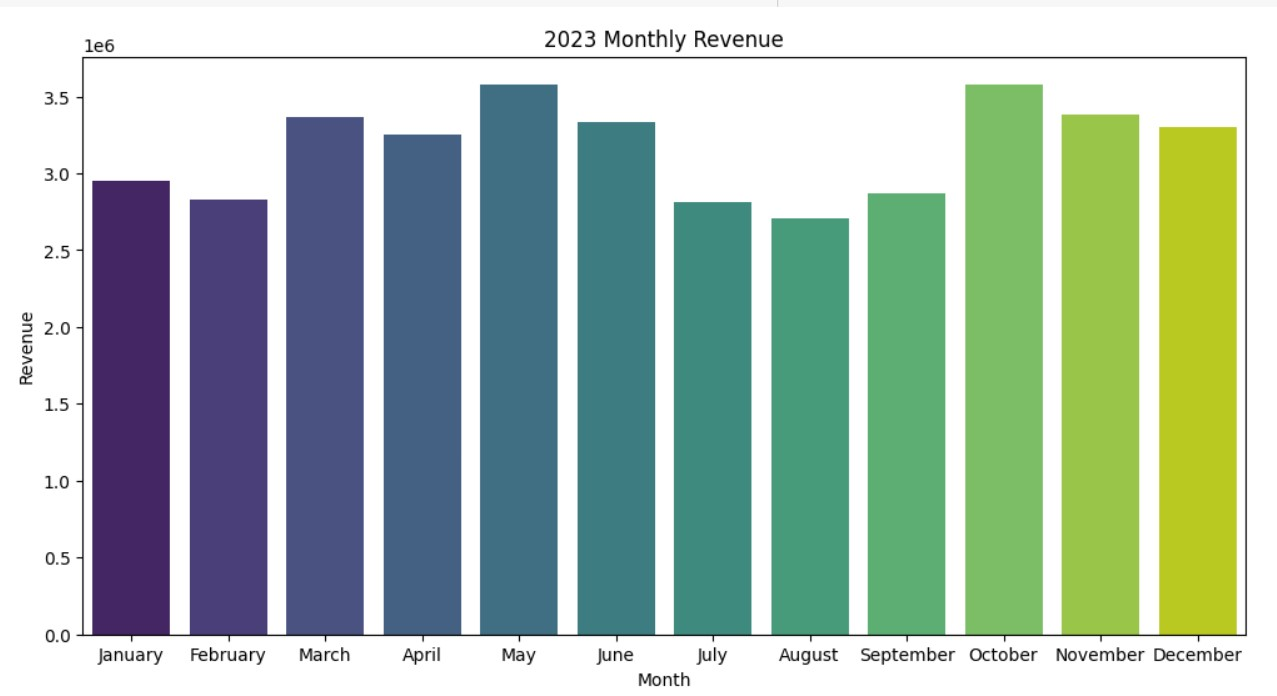 2023 Monthly Revenue
1e6
3.5
3.0
2.5
2.0
1.5
1.0
0.5
0.0
Revenue
January February March April May June July August September October November December
Month